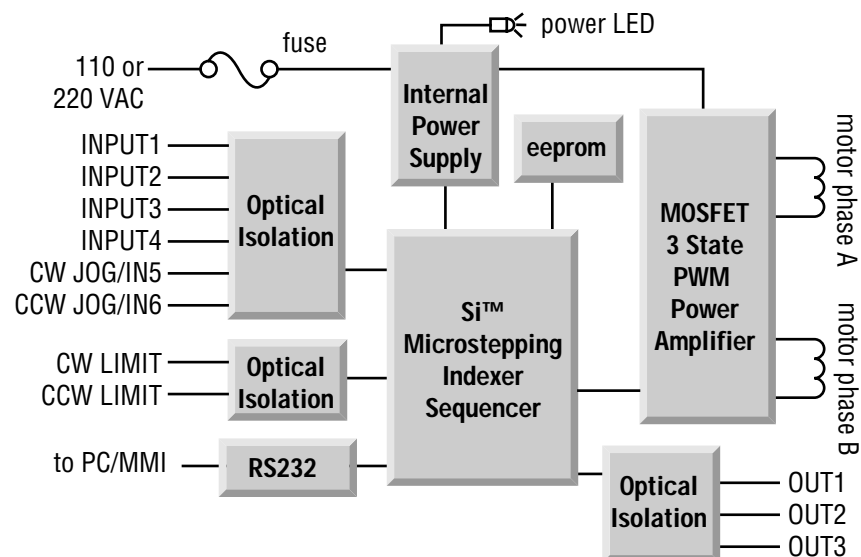 fuse
power LED
110 or
220 VAC
Internal
Power
Supply
eeprom
INPUT1
INPUT2
INPUT3
INPUT4
CW JOG/IN5
CCW JOG/IN6
Optical
Isolation
MOSFET
3 State
PWM
Power
Amplifier
motor phase A
motor phase B
Si™
Microstepping
Indexer
Sequencer
CW LIMIT
CCW LIMIT
Optical
Isolation
to PC/MMI
RS232
Optical
Isolation
OUT1
OUT2
OUT3